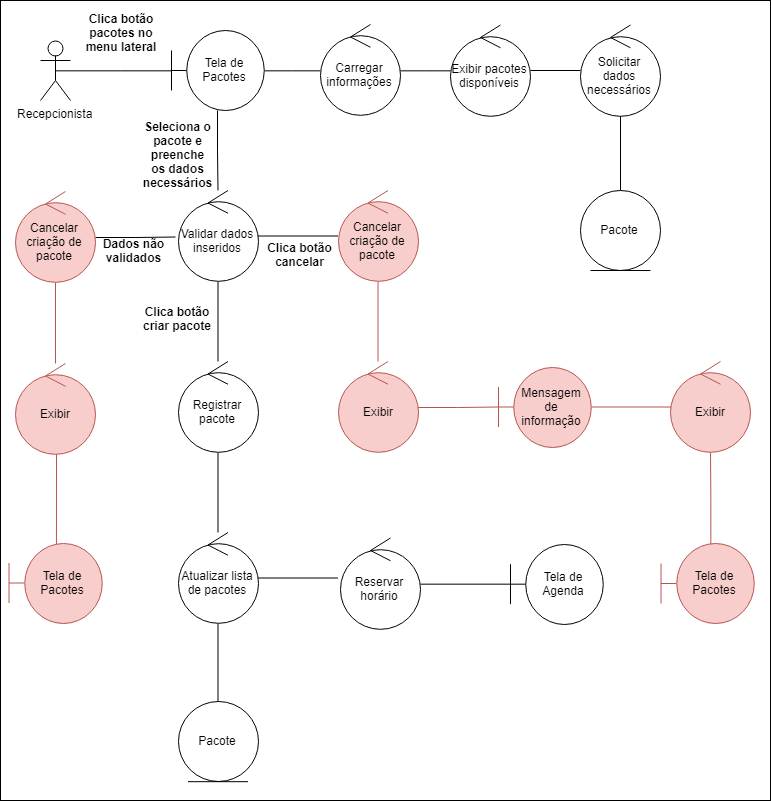 Clica botão
pacotes no
menu lateral
Recepcionista
Tela de
Pacotes
Carregar
informações
Exibir pacotes
disponíveis
Solicitar
dados
necessários
Seleciona o
pacote e
preenche
os dados
necessários
Pacote
Cancelar
criação de
pacote
Dados não
validados
Validar dados
inseridos
Clica botão
cancelar
Cancelar
criação de
pacote
Clica botão
criar pacote
Exibir
Registrar
pacote
Exibir
Mensagem
de
informação
Exibir
Tela de
Pacotes
Atualizar lista
de pacotes
Reservar
horário
Tela de
Agenda
Tela de
Pacotes
Pacote